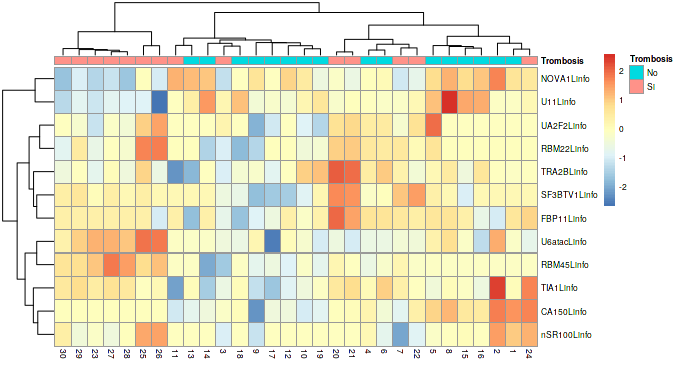 Trombosis
Trombosis
No
Si
2
1
0
-1
-2
NOVA1Linfo
U11Linfo
UA2F2Linfo
RBM22Linfo
TRA2BLinfo
SF3BTV1Linfo
FBP11Linfo
U6atacLinfo
RBM45Linfo
TIA1Linfo
CA150Linfo
nSR100Linfo
30 29 23 27 28 25 26 11 13 14 3 18 9 17 12 10 19 20 21 4 6 7 22 5 8 15 16 2 1 24